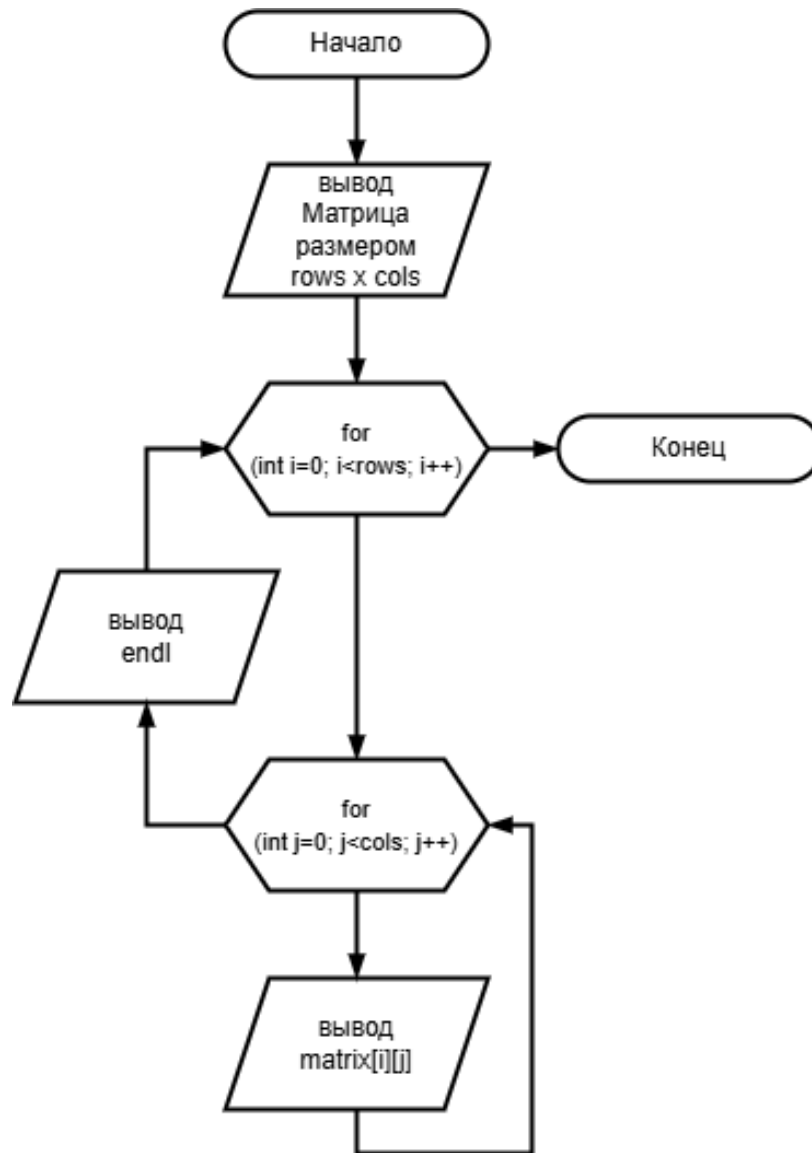 Начало
вывод
Матрица
размером
rows x cols
for
(int i=0; i<rows; i++)
Конец
вывод
endl
for
(int j=0; j<cols; j++)
вывод
matrix[i][j]